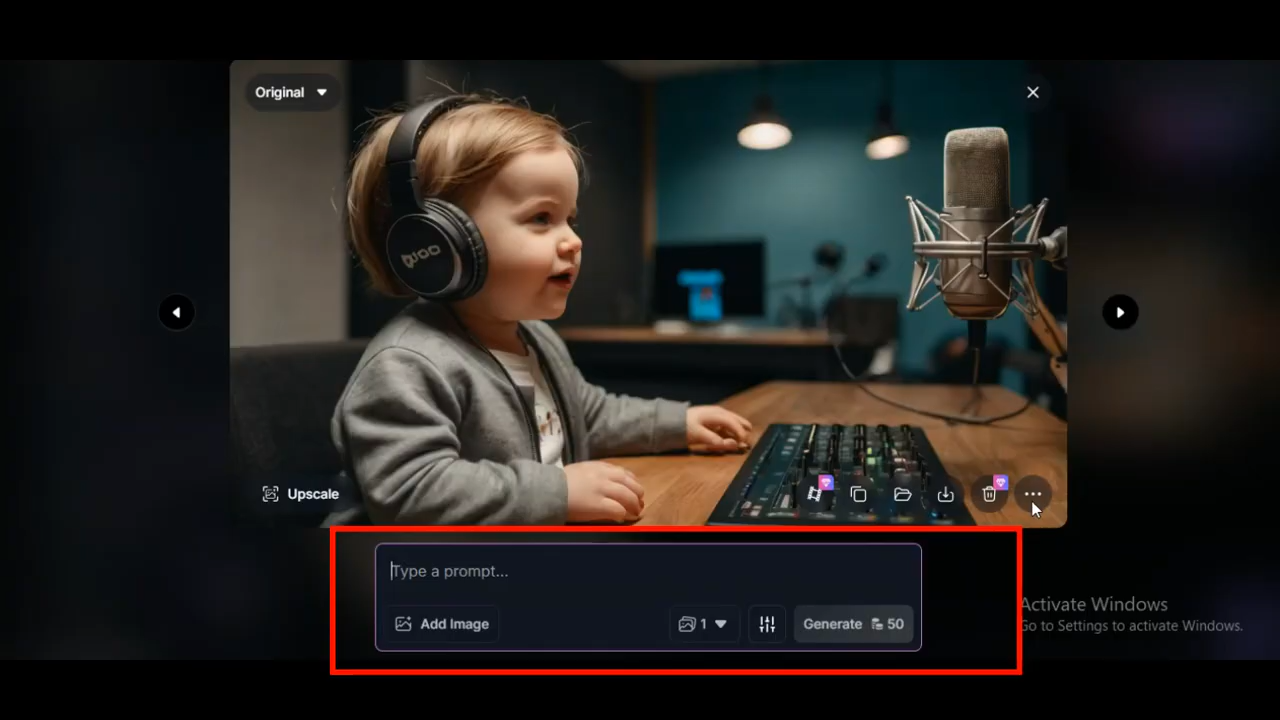 Original
Upscale
Type a prompt...
Add Image
1
Generate 50
Activate Windows
Go to Settings to activate Windows.